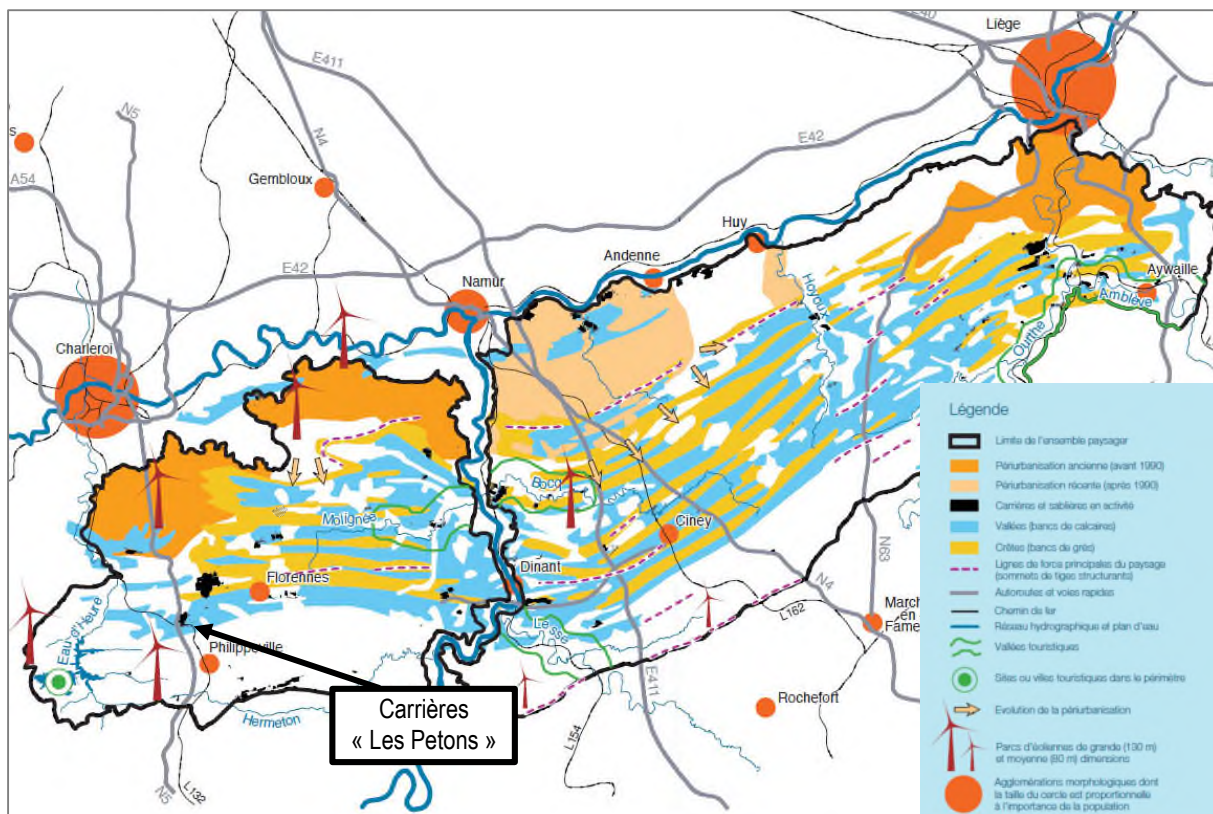 E40
Liège
E411
N5
N4
E42
s
A54
Gembloux
Huy
Andenne
Hoyoux
Aywaille
Amblève
E42
Namur
Ourthe
Charleroi
Bocq
Ciney
Molignée
N63
Florennes
Dinant
N4
Eau d'Heure
Lesse
L162
March
en
Fame
Philippeville
E411
Rochefort
Hermeton
Carrières
« Les Petons »
L154
N5
L132
Légende
Limite de l'ensemble paysager
Périurbanisation ancienne (avant 1990)
Périurbanisation récente (après 1990)
Carrières et sablières en activité
Vallées (bancs de calcaires)
Crêtes (bancs de grés)
Lignes de force principales du paysage
(sommets de tiges structurants)
Autoroutes et voies rapides
Chemin de fer
Réseau hydrographique et plan d'eau
Vallées touristiques
Sites ou villes touristiques dans le périmètre
Evolution de la périurbanisation
Parcs d'éoliennes de grande (130 m)
et moyenne (80 m) dimensions
Agglomérations morphologiques dont
la taille du cercle est proportionnelle
à l'importance de la population